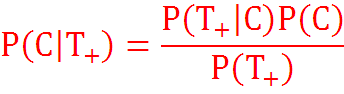 P(C|T₊) = P(T₊|C)P(C) / P(T₊)